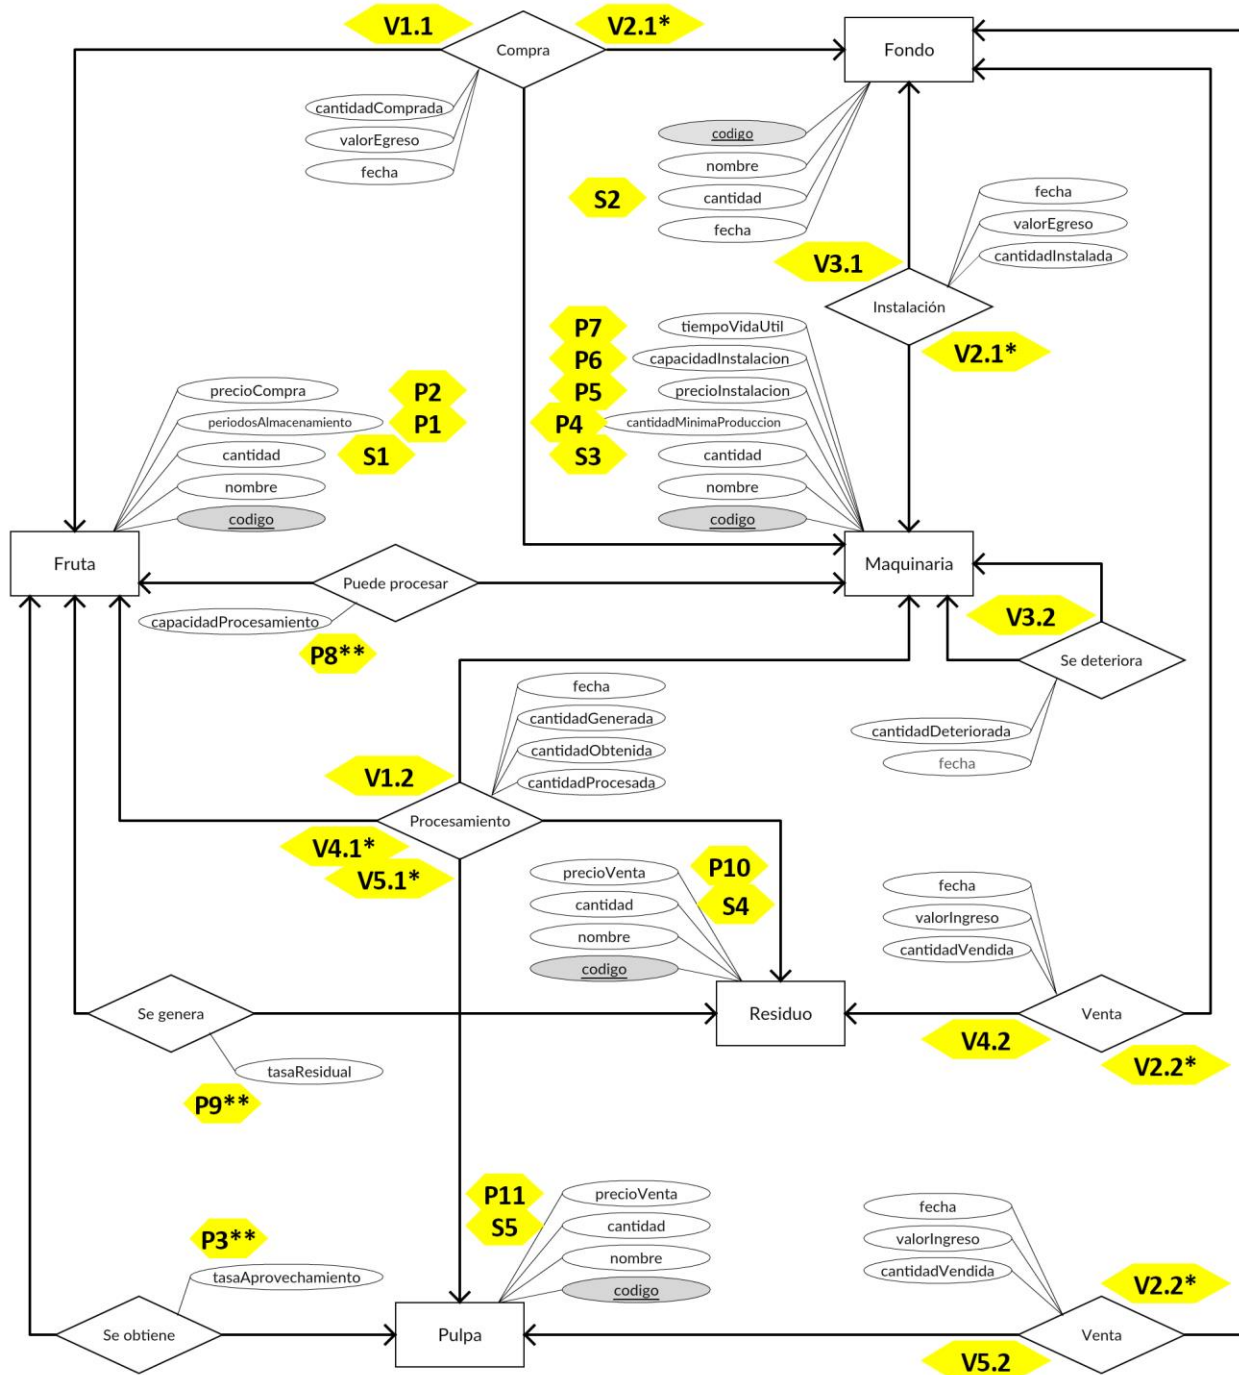 V1.1
Compra
V2.1*
Fondo
cantidadComprada
valorEgreso
fecha
codigo
nombre
cantidad
fecha
S2
fecha
valorEgreso
cantidadInstalada
V3.1
Instalación
V2.1*
P7
tiempoVidaUtil
P6
capacidadInstalacion
P5
precioInstalacion
P4
cantidadMinimaProduccion
S3
cantidad
nombre
codigo
precioCompra
P2
periodosAlmacenamiento
P1
cantidad
S1
nombre
codigo
Fruta
Puede procesar
Maquinaria
capacidadProcesamiento
P8**
V3.2
Se deteriora
cantidadDeteriorada
fecha
fecha
cantidadGenerada
cantidadObtenida
cantidadProcesada
V1.2
Procesamiento
V4.1*
V5.1*
precioVenta
P10
cantidad
S4
nombre
codigo
fecha
valorIngreso
cantidadVendida
Se genera
Residuo
Venta
V4.2
V2.2*
tasaResidual
P9**
P11
precioVenta
S5
cantidad
nombre
codigo
P3**
tasaAprovechamiento
fecha
valorIngreso
cantidadVendida
V2.2*
Se obtiene
Pulpa
Venta
V5.2